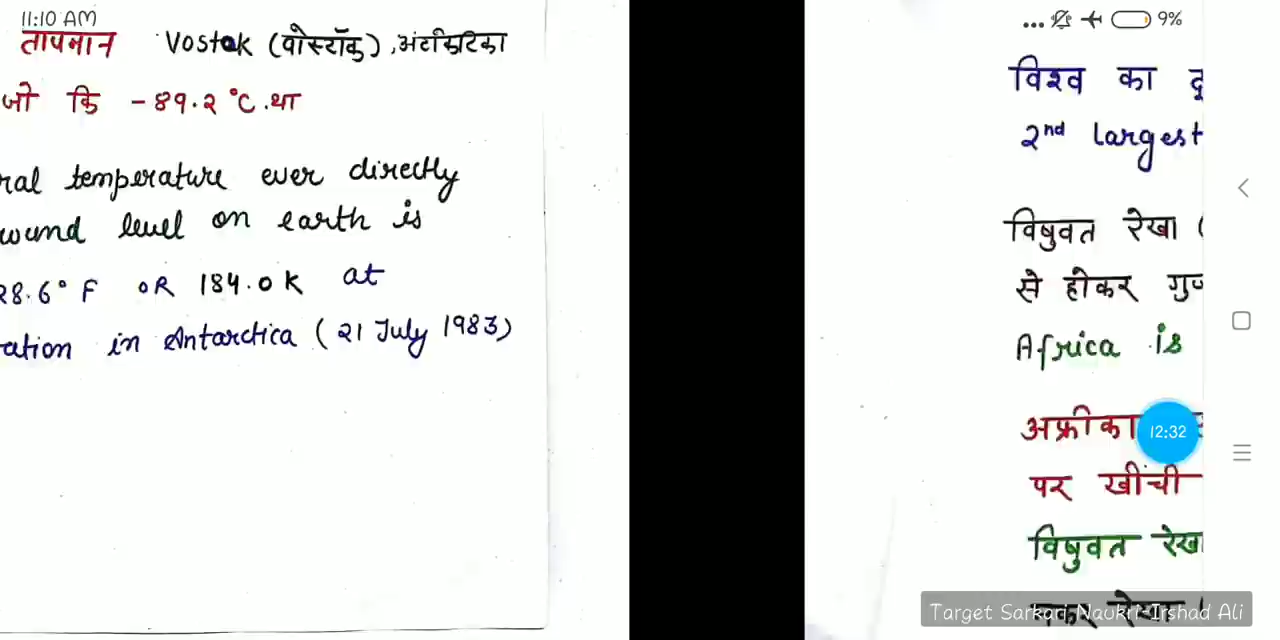 11:10 AM
तापमान Vostok (वोस्टॉक), अंटार्कटिका
जो कि -89.2 °C था
ral temperature ever directly
level on earth is
28.6° F OR 184.0 K at
ation in Antarctica (21 July 1983)
9%
विश्व का दू
2nd largest
विषुवत रेखा (
से होकर गुज
Africa is
अफ्रीका
12:32
पर खींची
विषुवत रेखा
मकर रेखा
Target Sarkari Naukri-Irshad Ali